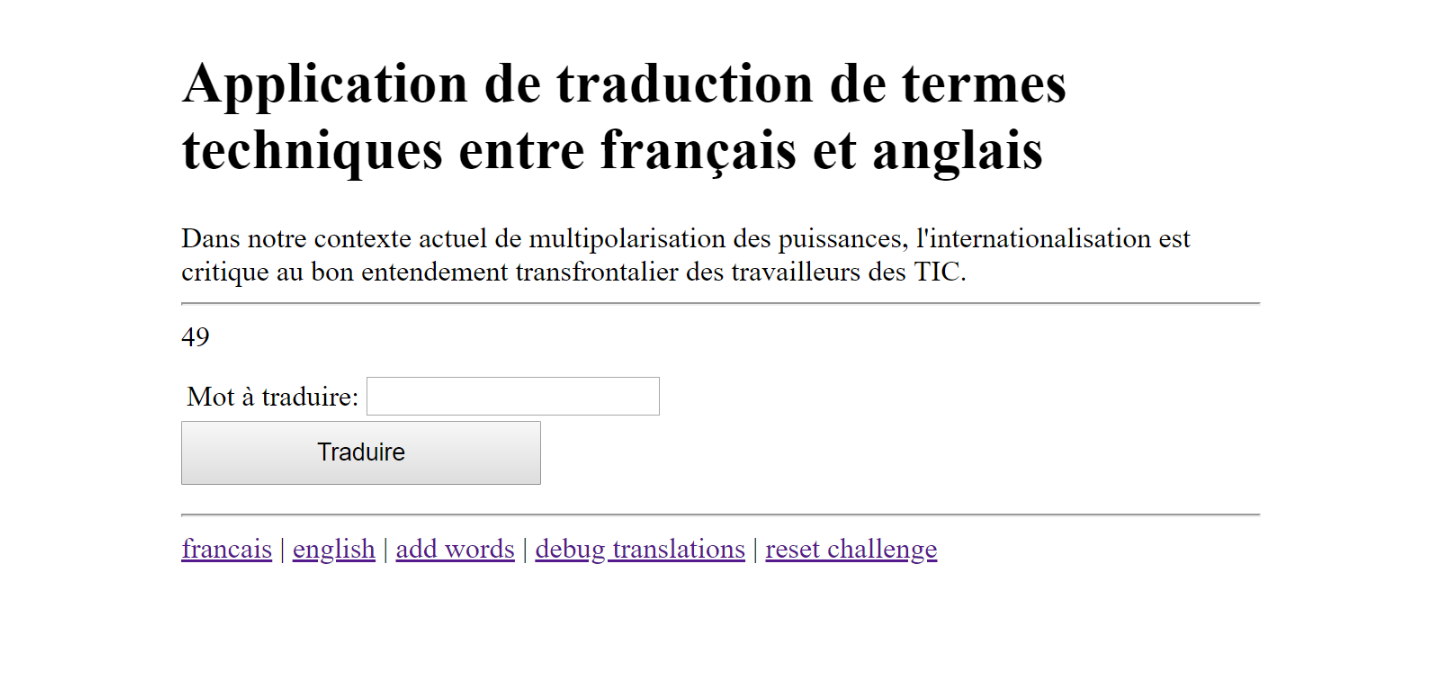 Application de traduction de termes
techniques entre français et anglais
Dans notre contexte actuel de multipolarisation des puissances, l'internationalisation est
critique au bon entendement transfrontalier des travailleurs des TIC.
49
Mot à traduire:
Traduire
francais | english | add words | debug translations | reset challenge